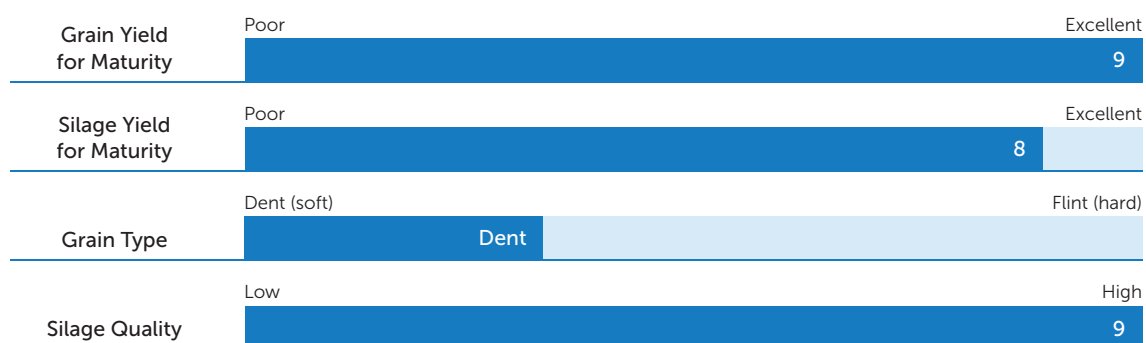 Grain Yield
for Maturity
Poor
Excellent
9
Silage Yield
for Maturity
Poor
Excellent
8
Grain Type
Dent (soft)
Flint (hard)
Dent
Silage Quality
Low
High
9